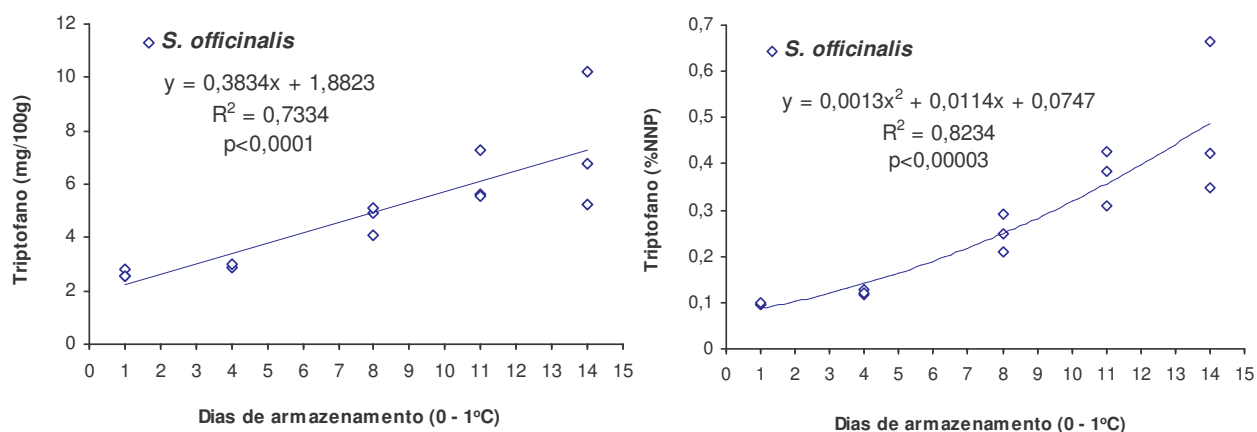 12
10
8
6
4
2
0
Triptofano (mg/100g)
S. officinalis
y = 0,3834x + 1,8823
R² = 0,7334
p<0,0001
0 1 2 3 4 5 6 7 8 9 10 11 12 13 14 15
Dias de armazenamento (0 - 1ºC)
0,7
0,6
0,5
0,4
0,3
0,2
0,1
0
Triptofano (%NNP)
S. officinalis
y = 0,0013x² + 0,0114x + 0,0747
R² = 0,8234
p<0,00003
0 1 2 3 4 5 6 7 8 9 10 11 12 13 14 15
Dias de armazenamento (0 - 1ºC)